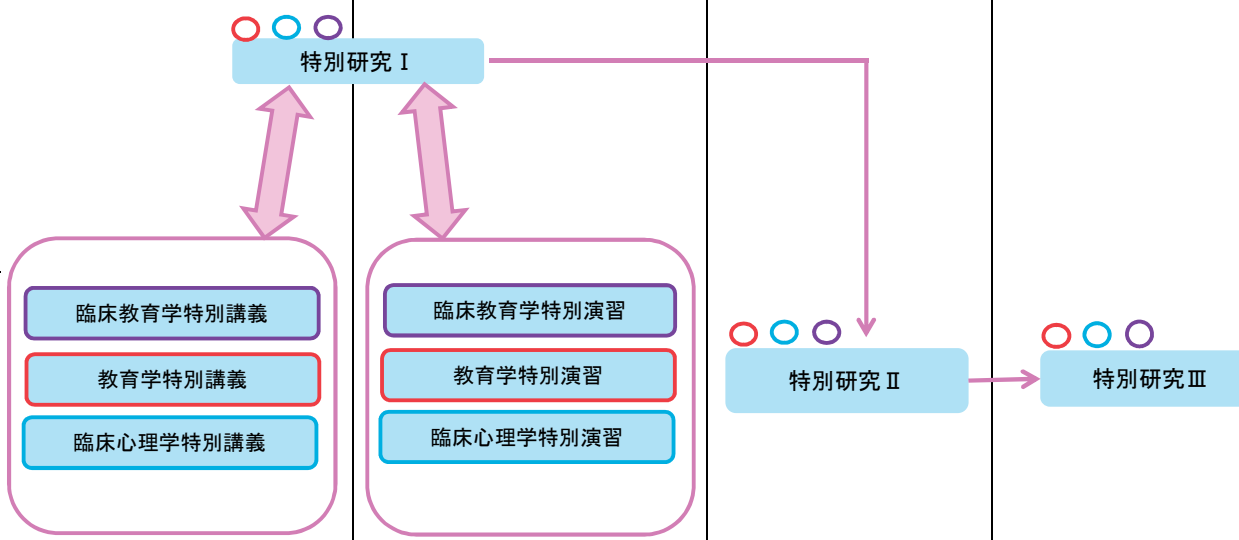 特別研究Ⅰ
臨床教育学特別講義
教育学特別講義
臨床心理学特別講義
臨床教育学特別演習
教育学特別演習
臨床心理学特別演習
特別研究Ⅱ
特別研究Ⅲ